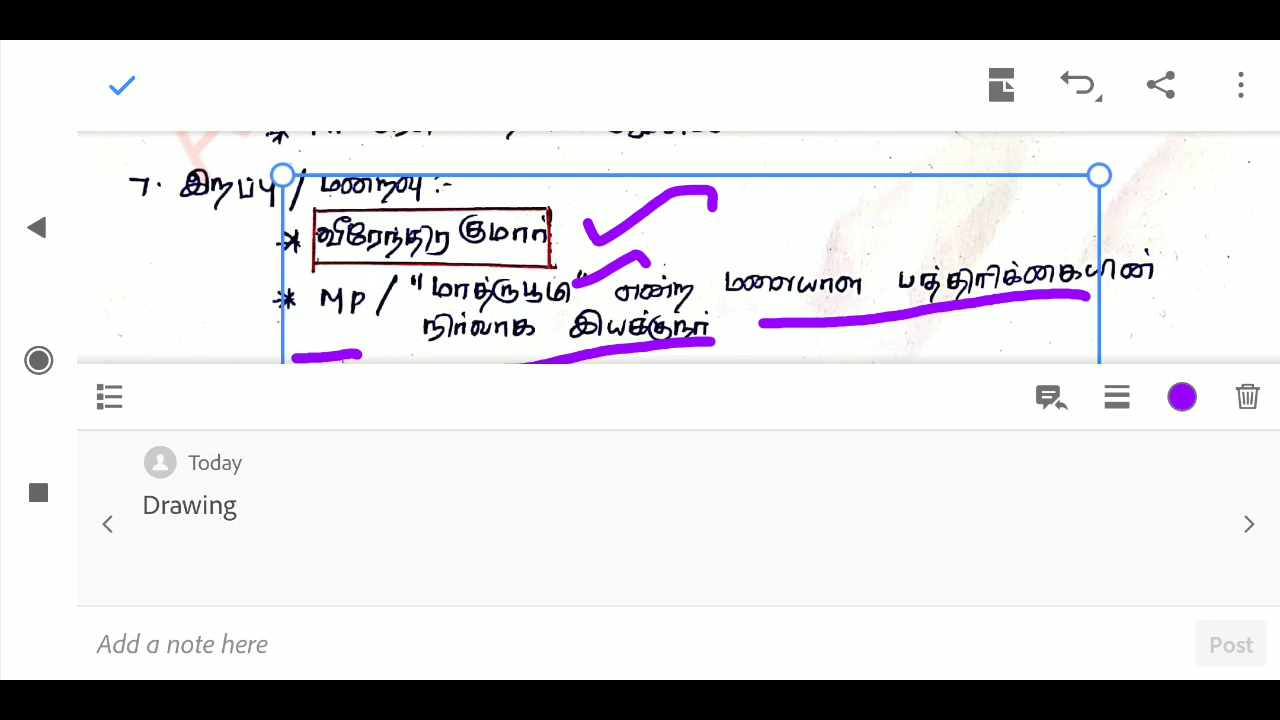 7. இறப்பு / மறைவு :-
* வீரேந்திர குமார்
* MP / "மாத்ருபூமி" என்ற மலையாள பத்திரிக்கையின்
நிர்வாக இயக்குநர்
Today
Drawing
Add a note here
Post